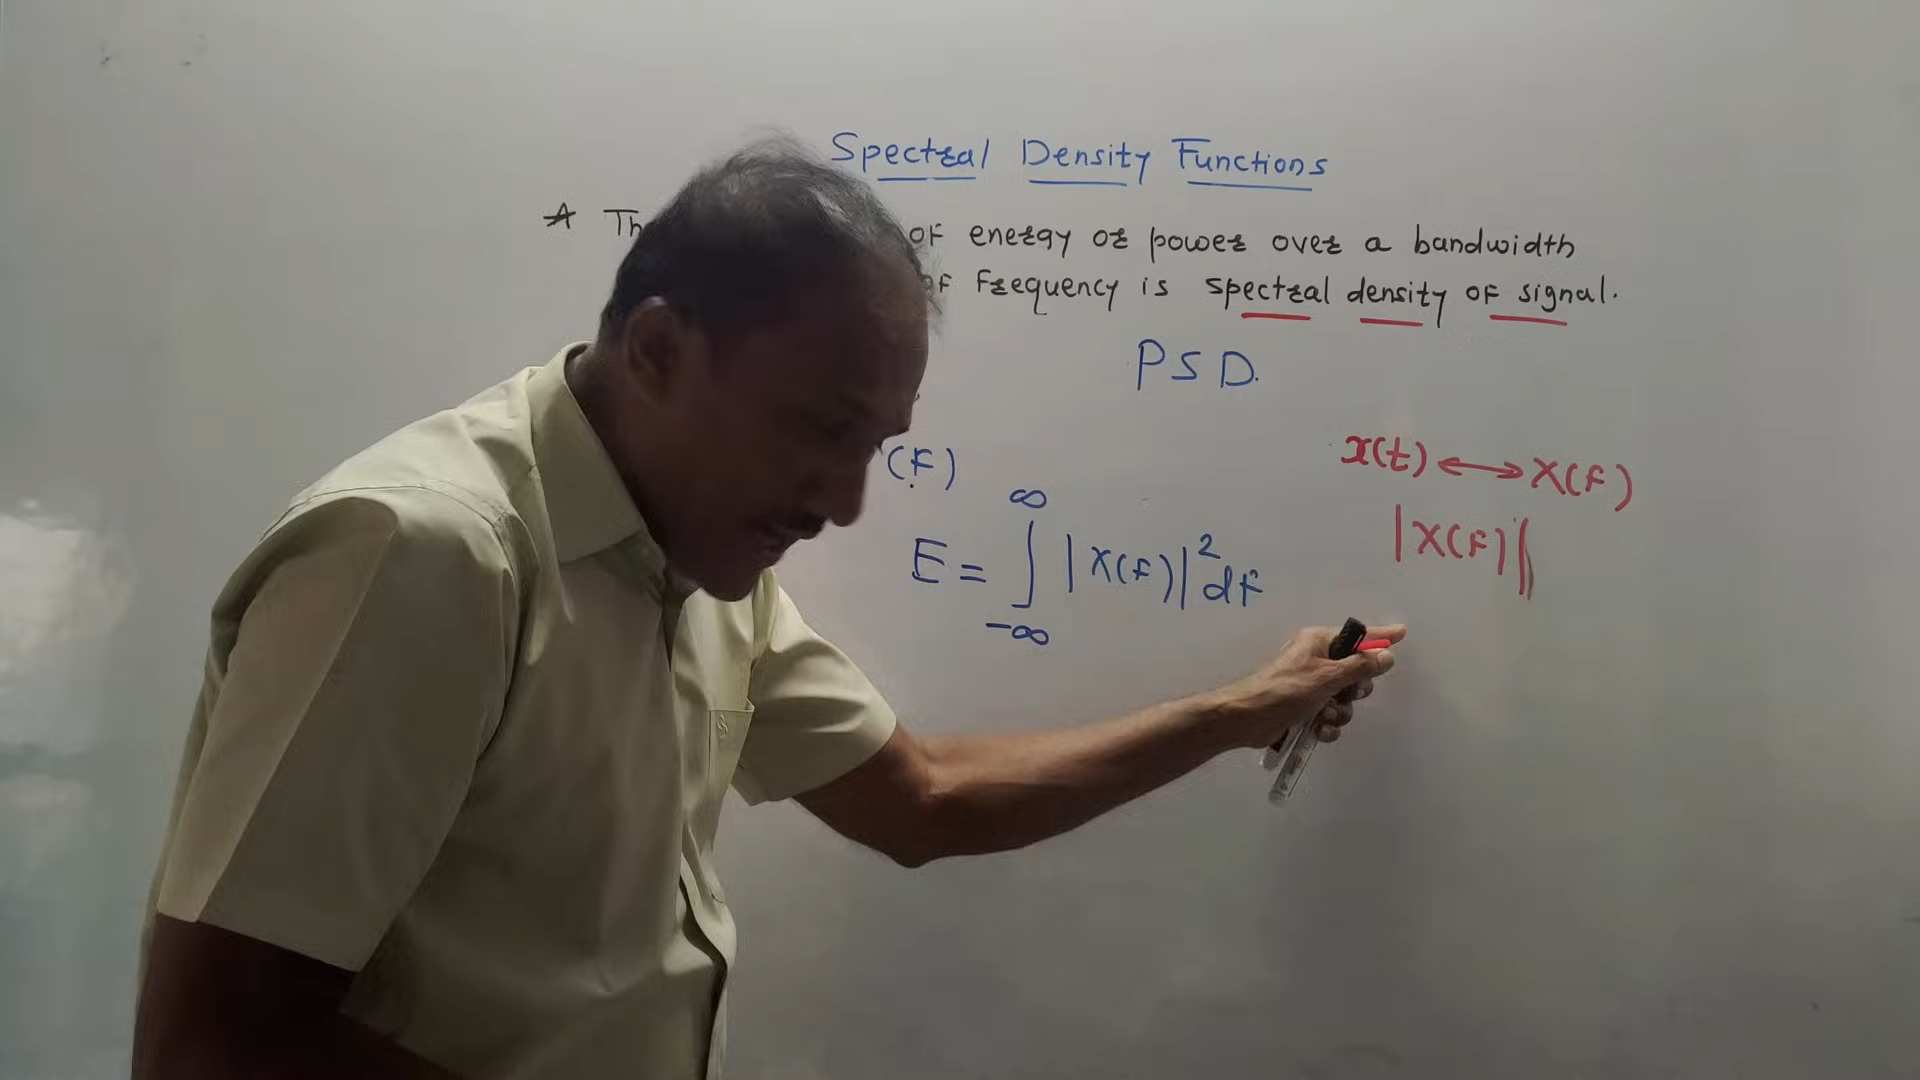 Spectral Density Functions
of energy or power over a bandwidth
of Frequency is spectral density of signal.
PSD.
(F)
x(t) ↔ X(F)
|X(F)|
E = ∫_{-∞}^{∞} |X(F)|² dF